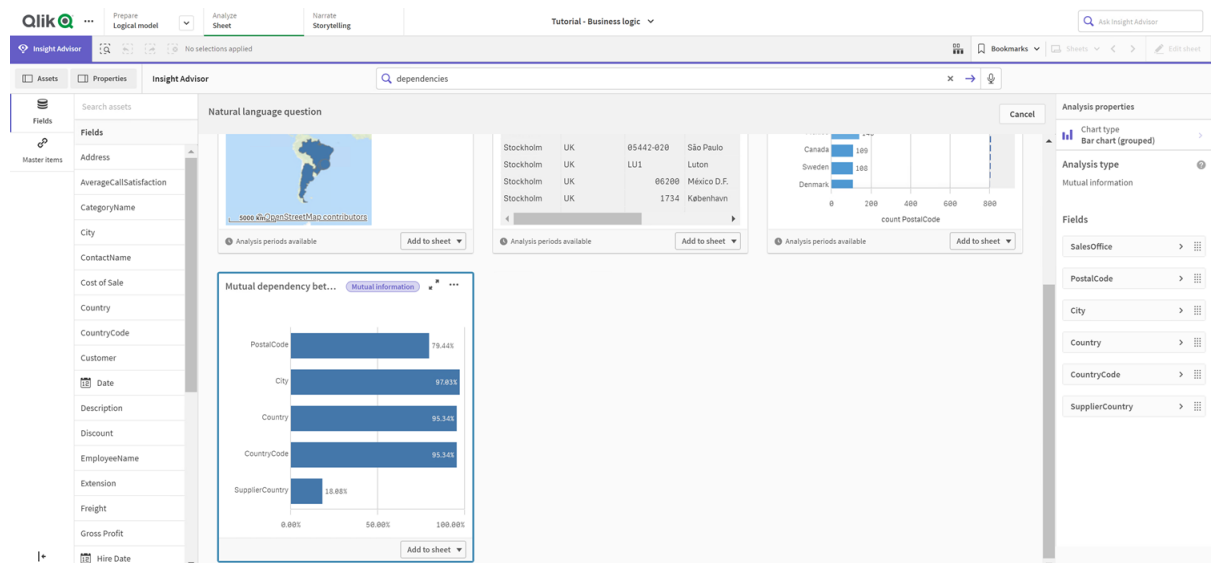 Qlik
Prepare
Logical model
Analyze
Sheet
Narrate
Storytelling
Tutorial - Business logic
Ask Insight Advisor
Insight Advisor
No selections applied
Bookmarks
Sheets
Edit sheet
Assets
Properties
Insight Advisor
dependencies
Fields
Master items
Search assets
Fields
Address
AverageCallSatisfaction
CategoryName
City
ContactName
Cost of Sale
Country
CountryCode
Customer
Date
Description
Discount
EmployeeName
Extension
Freight
Gross Profit
Hire Date
Natural language question
Cancel
5000 km
©OpenStreetMap contributors
Analysis periods available
Add to sheet
Stockholm UK 05442-020 São Paulo
Stockholm UK LU1 Luton
Stockholm UK 06200 México D.F.
Stockholm UK 1734 København
Analysis periods available
Add to sheet
Canada 109
Sweden 108
Denmark
0 200 400 600 800
count PostalCode
Analysis periods available
Add to sheet
Mutual dependency bet...
Mutual information
PostalCode 79.44%
City 97.03%
Country 95.34%
CountryCode 95.34%
SupplierCountry 18.08%
0.00% 50.00% 100.00%
Add to sheet
Analysis properties
Chart type
Bar chart (grouped)
Analysis type
Mutual information
Fields
SalesOffice
PostalCode
City
Country
CountryCode
SupplierCountry